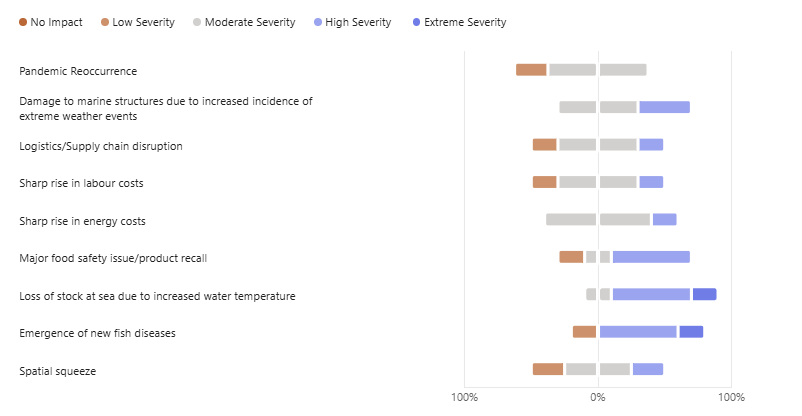 No Impact Low Severity Moderate Severity High Severity Extreme Severity
Pandemic Reoccurrence
Damage to marine structures due to increased incidence of
extreme weather events
Logistics/Supply chain disruption
Sharp rise in labour costs
Sharp rise in energy costs
Major food safety issue/product recall
Loss of stock at sea due to increased water temperature
Emergence of new fish diseases
Spatial squeeze
100% 0% 100%